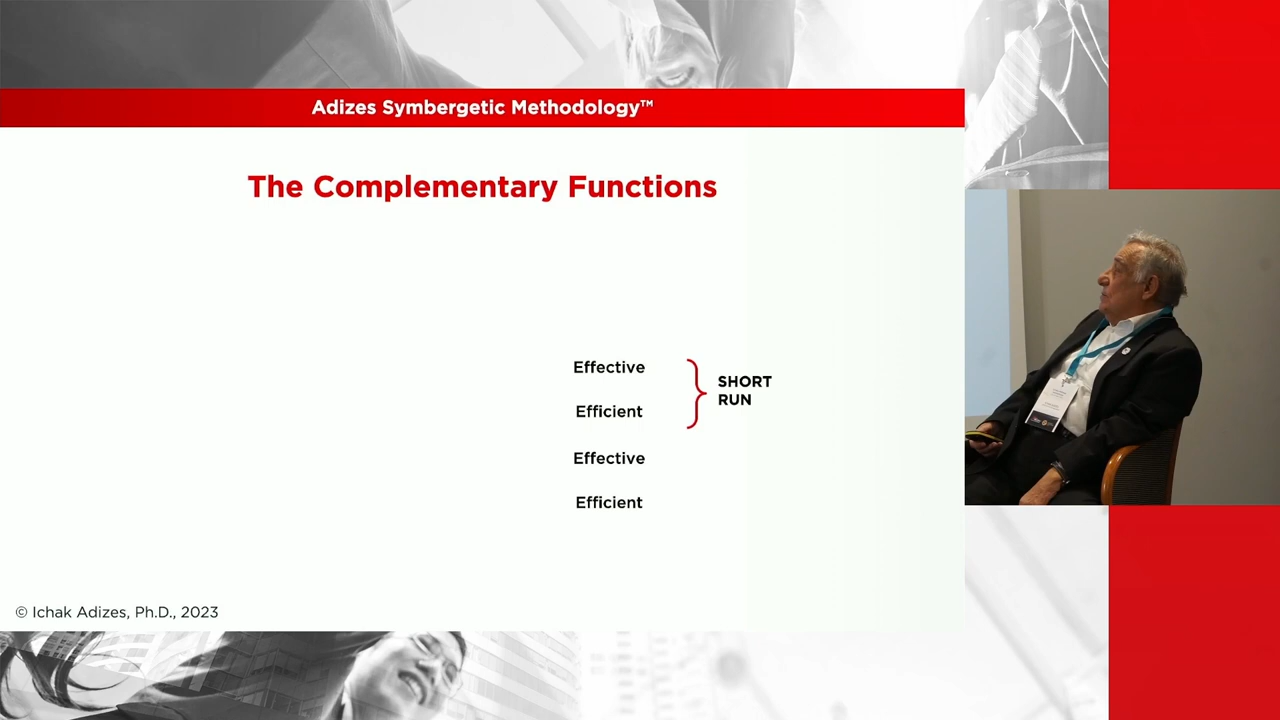 Adizes Symbergetic Methodology™
The Complementary Functions
Effective
Efficient
SHORT
RUN
Effective
Efficient
© Ichak Adizes, Ph.D., 2023